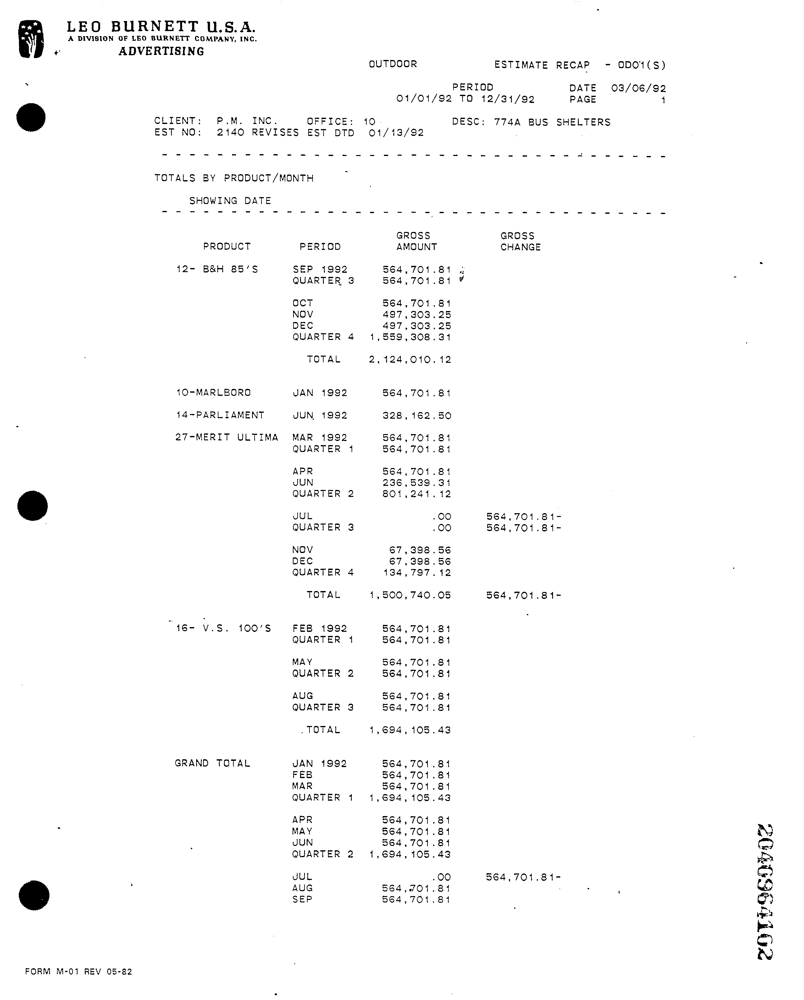 LEO BURNETT U.S.A.
A DIVISION OF LEO BURNETT COMPANY, INC.
ADVERTISING
OUTDOOR ESTIMATE RECAP - ODO1(S)
PERIOD DATE 03/06/92
01/01/92 TO 12/31/92 PAGE 1
CLIENT: P.M. INC. OFFICE: 10 DESC: 774A BUS SHELTERS
EST NO: 2140 REVISES EST DTD 01/13/92
TOTALS BY PRODUCT/MONTH
SHOWING DATE
GROSS GROSS
PRODUCT PERIOD AMOUNT CHANGE
12- B&H 85'S SEP 1992 564,701.81
QUARTER 3 564,701.81
OCT 564,701.81
NOV 497,303.25
DEC 497,303.25
QUARTER 4 1,559,308.31
TOTAL 2,124,010.12
10-MARLBORO JAN 1992 564,701.81
14-PARLIAMENT JUN 1992 328,162.50
27-MERIT ULTIMA MAR 1992 564,701.81
QUARTER 1 564,701.81
APR 564,701.81
JUN 236,539.31
QUARTER 2 801,241.12
JUL .00 564,701.81-
QUARTER 3 .00 564,701.81-
NOV 67,398.56
DEC 67,398.56
QUARTER 4 134,797.12
TOTAL 1,500,740.05 564,701.81-
16- V.S. 100'S FEB 1992 564,701.81
QUARTER 1 564,701.81
MAY 564,701.81
QUARTER 2 564,701.81
AUG 564,701.81
QUARTER 3 564,701.81
TOTAL 1,694,105.43
GRAND TOTAL JAN 1992 564,701.81
FEB 564,701.81
MAR 564,701.81
QUARTER 1 1,694,105.43
APR 564,701.81
MAY 564,701.81
JUN 564,701.81
QUARTER 2 1,694,105.43
JUL .00 564,701.81-
AUG 564,701.81
SEP 564,701.81
2040964102
FORM M-01 REV 05-82